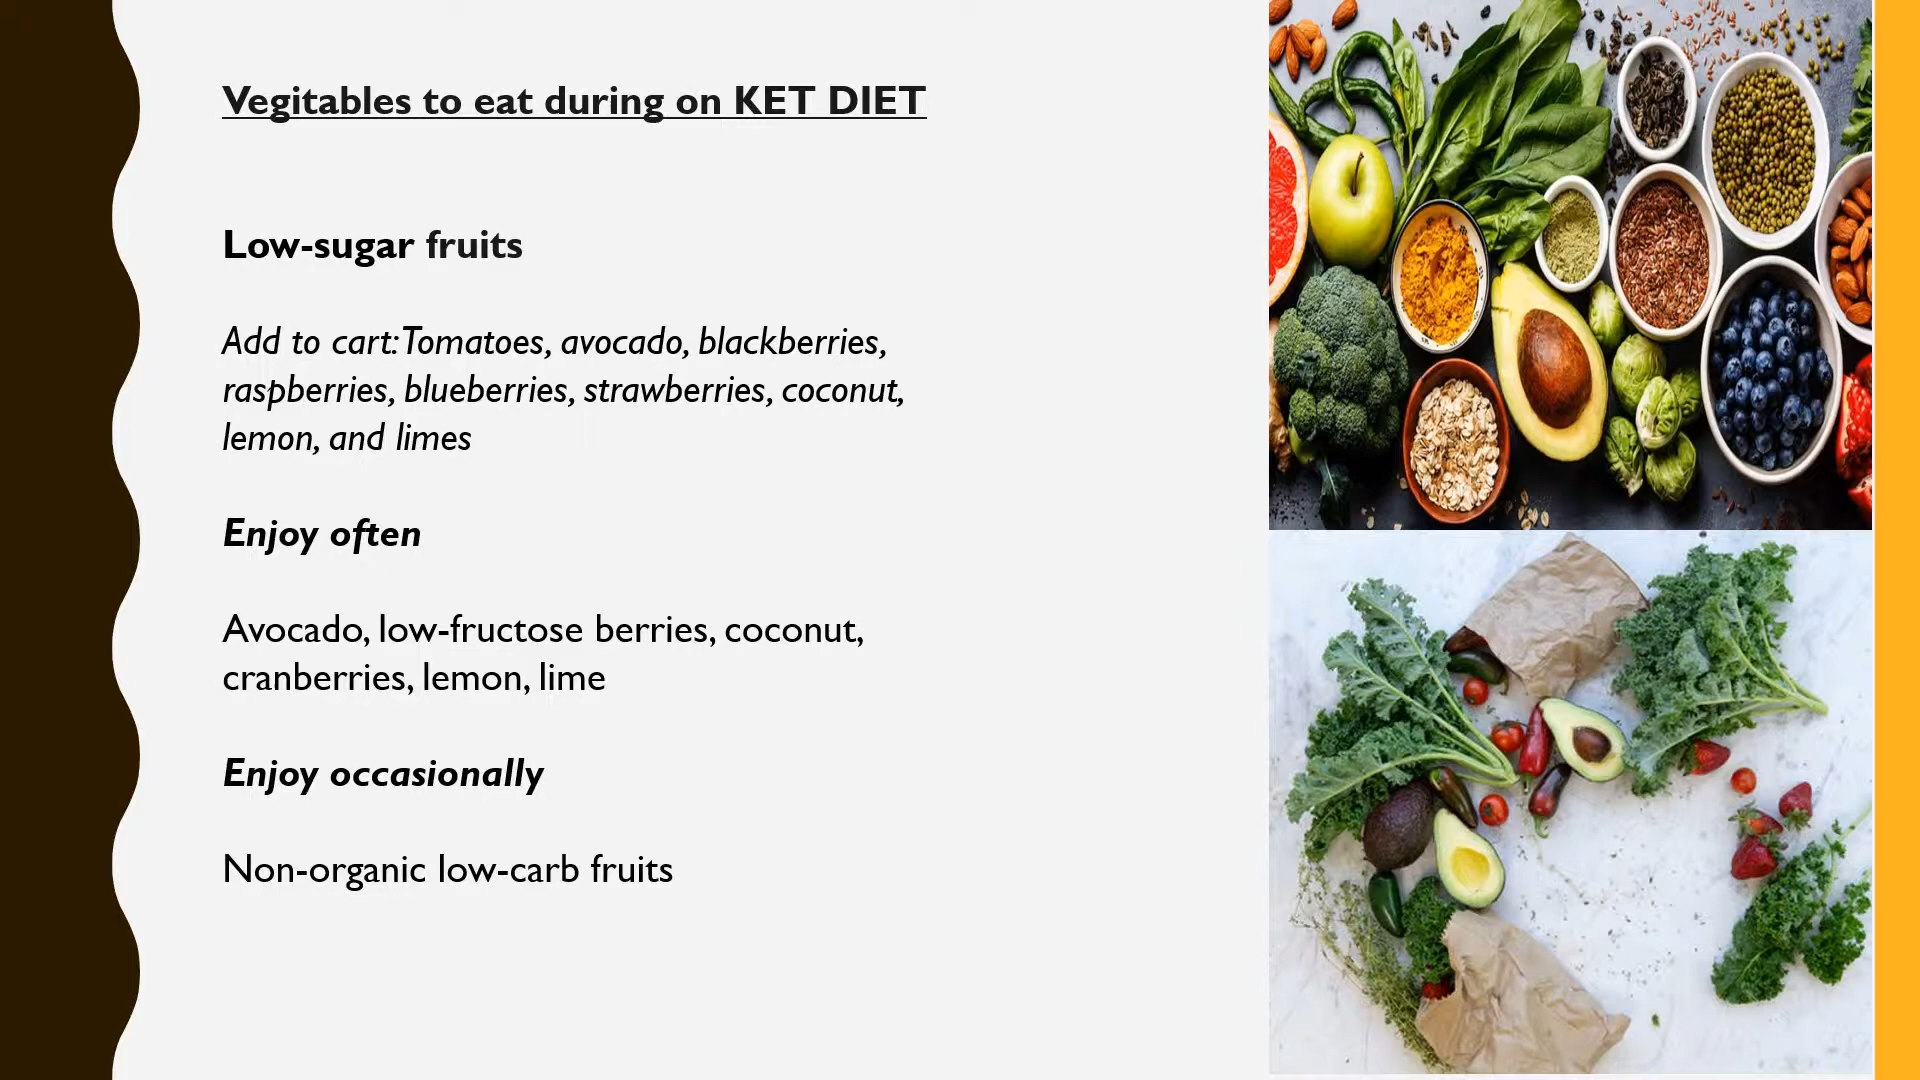 Vegitables to eat during on KET DIET
Low-sugar fruits
Add to cart: Tomatoes, avocado, blackberries,
raspberries, blueberries, strawberries, coconut,
lemon, and limes
Enjoy often
Avocado, low-fructose berries, coconut,
cranberries, lemon, lime
Enjoy occasionally
Non-organic low-carb fruits